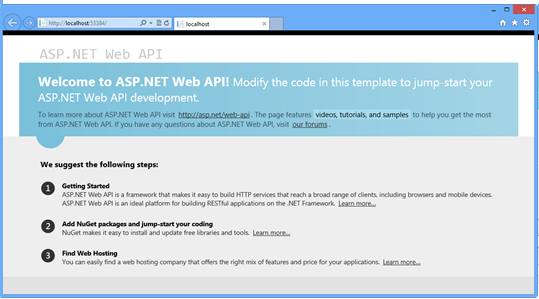 http://localhost:53384/
localhost
ASP.NET Web API
Welcome to ASP.NET Web API! Modify the code in this template to jump-start your
ASP.NET Web API development.
To learn more about ASP.NET Web API visit http://asp.net/web-api . The page features videos, tutorials, and samples to help you get the most
from ASP.NET Web API. If you have any questions about ASP.NET Web API, visit our forums .
We suggest the following steps:
1 Getting Started
ASP.NET Web API is a framework that makes it easy to build HTTP services that reach a broad range of clients, including browsers and mobile devices.
ASP.NET Web API is an ideal platform for building RESTful applications on the .NET Framework. Learn more...
2 Add NuGet packages and jump-start your coding
NuGet makes it easy to install and update free libraries and tools. Learn more...
3 Find Web Hosting
You can easily find a web hosting company that offers the right mix of features and price for your applications. Learn more...